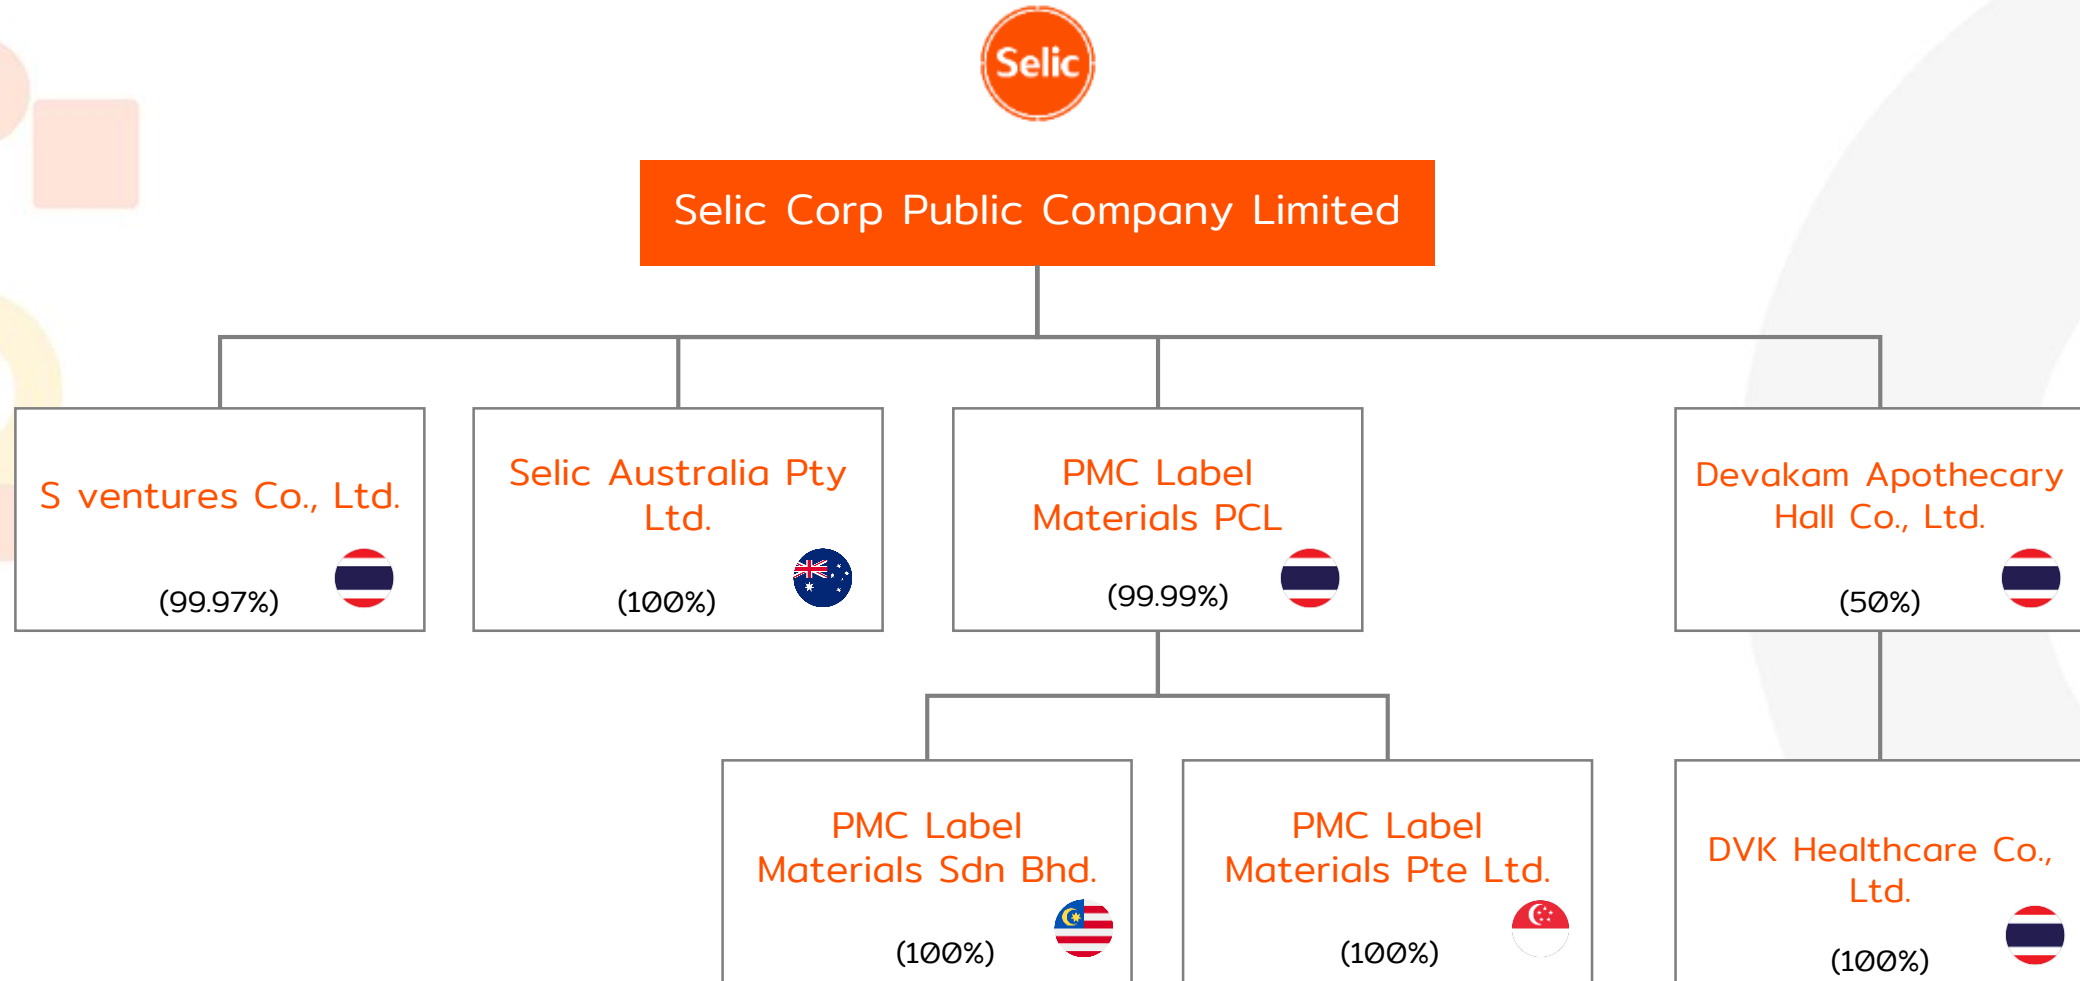 Selic
Selic Corp Public Company Limited
S ventures Co., Ltd.
(99.97%)
Selic Australia Pty
Ltd.
(100%)
PMC Label
Materials PCL
(99.99%)
Devakam Apothecary
Hall Co., Ltd.
(50%)
PMC Label
Materials Sdn Bhd.
(100%)
PMC Label
Materials Pte Ltd.
(100%)
DVK Healthcare Co.,
Ltd.
(100%)